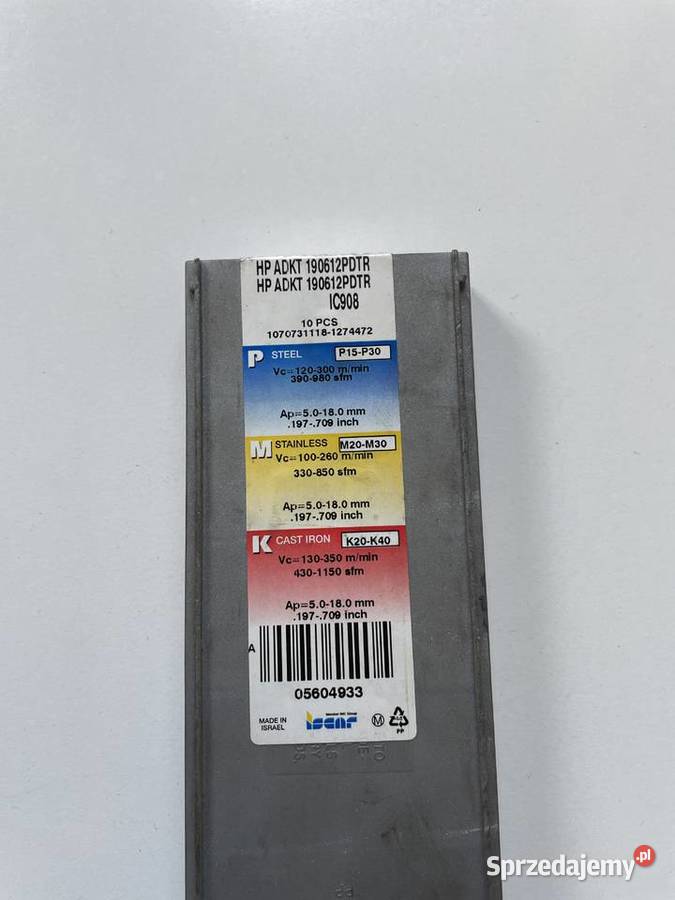 HP ADKT 190612PDTR
HP ADKT 190612PDTR
IC908
10 PCS
1070731118-1274472
P STEEL P15-P30
Vc=120-300 m/min
390-980 sfm
Ap=5.0-18.0 mm
.197-.709 inch
M STAINLESS M20-M30
Vc=100-260 m/min
330-850 sfm
Ap=5.0-18.0 mm
.197-.709 inch
K CAST IRON K20-K40
Vc=130-350 m/min
430-1150 sfm
Ap=5.0-18.0 mm
.197-.709 inch
A
05604933
MADE IN
ISRAEL
Member IMC Group
iscar
M
PP
Sprzedajemy.pl